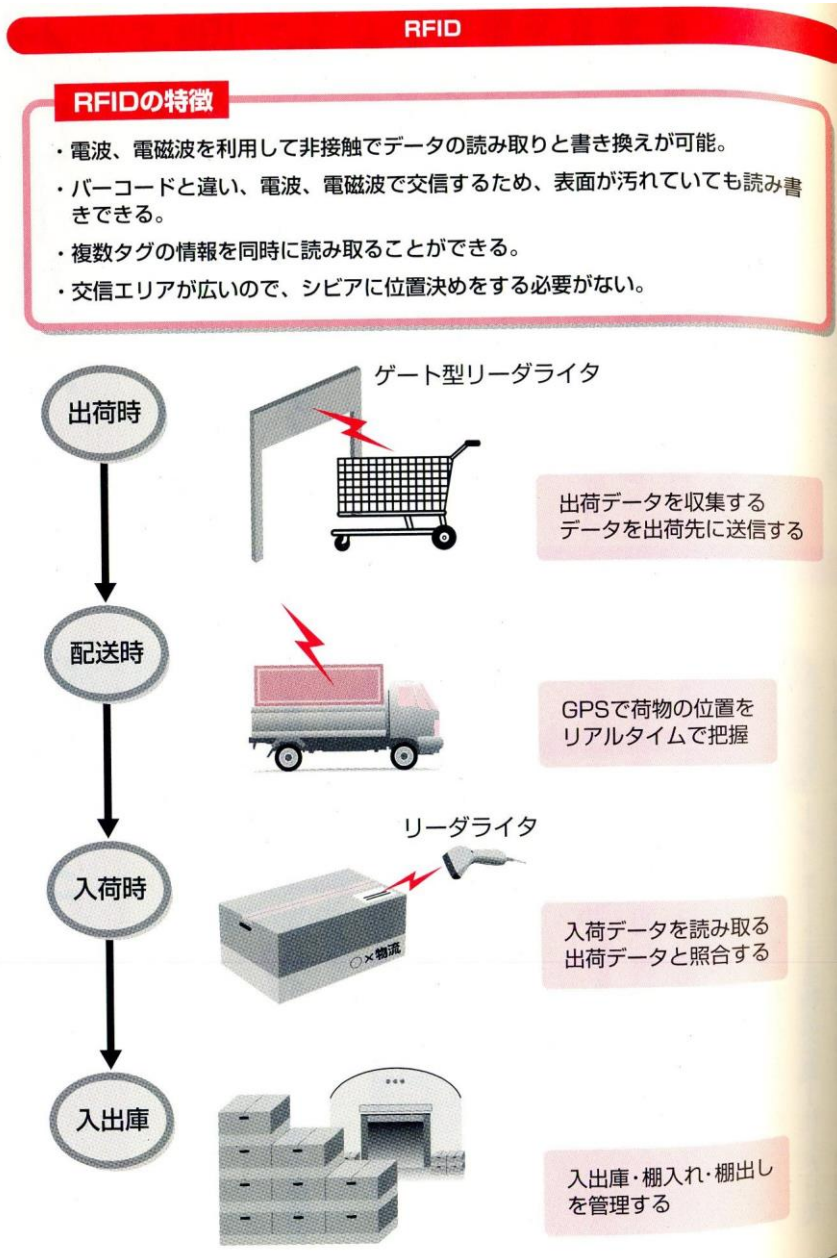 RFID
RFIDの特徴
・電波、電磁波を利用して非接触でデータの読み取りと書き換えが可能。
・バーコードと違い、電波、電磁波で交信するため、表面が汚れていても読み書
きできる。
・複数タグの情報を同時に読み取ることができる。
・交信エリアが広いので、シビアに位置決めをする必要がない。
出荷時
ゲート型リーダライタ
出荷データを収集する
データを出荷先に送信する
配送時
GPSで荷物の位置を
リアルタイムで把握
入荷時
リーダライタ
○×物流
入荷データを読み取る
出荷データと照合する
入出庫
入出庫・棚入れ・棚出し
を管理する